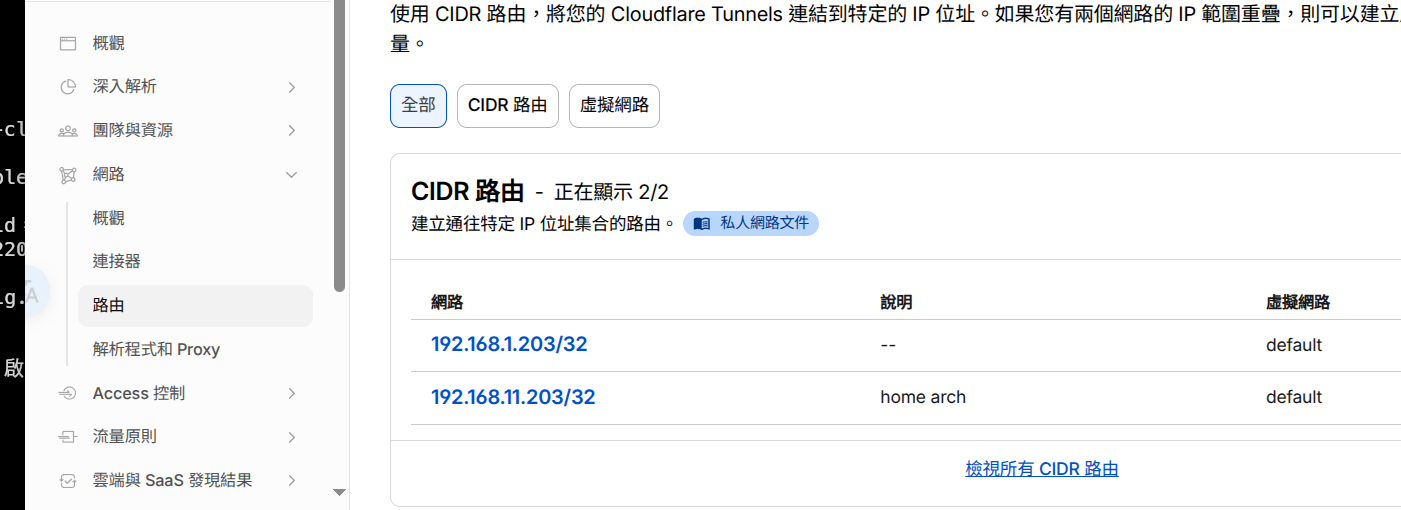 使用 CIDR 路由，將您的 Cloudflare Tunnels 連結到特定的 IP 位址。如果您有兩個網路的 IP 範圍重疊，則可以建立
量。
概觀
深入解析
團隊與資源
網路
概觀
連接器
路由
解析程式和 Proxy
Access 控制
流量原則
雲端與 SaaS 發現結果
全部
CIDR 路由
虛擬網路
CIDR 路由 - 正在顯示 2/2
建立通往特定 IP 位址集合的路由。 私人網路文件
網路 說明 虛擬網路
192.168.1.203/32 -- default
192.168.11.203/32 home arch default
檢視所有 CIDR 路由
啟